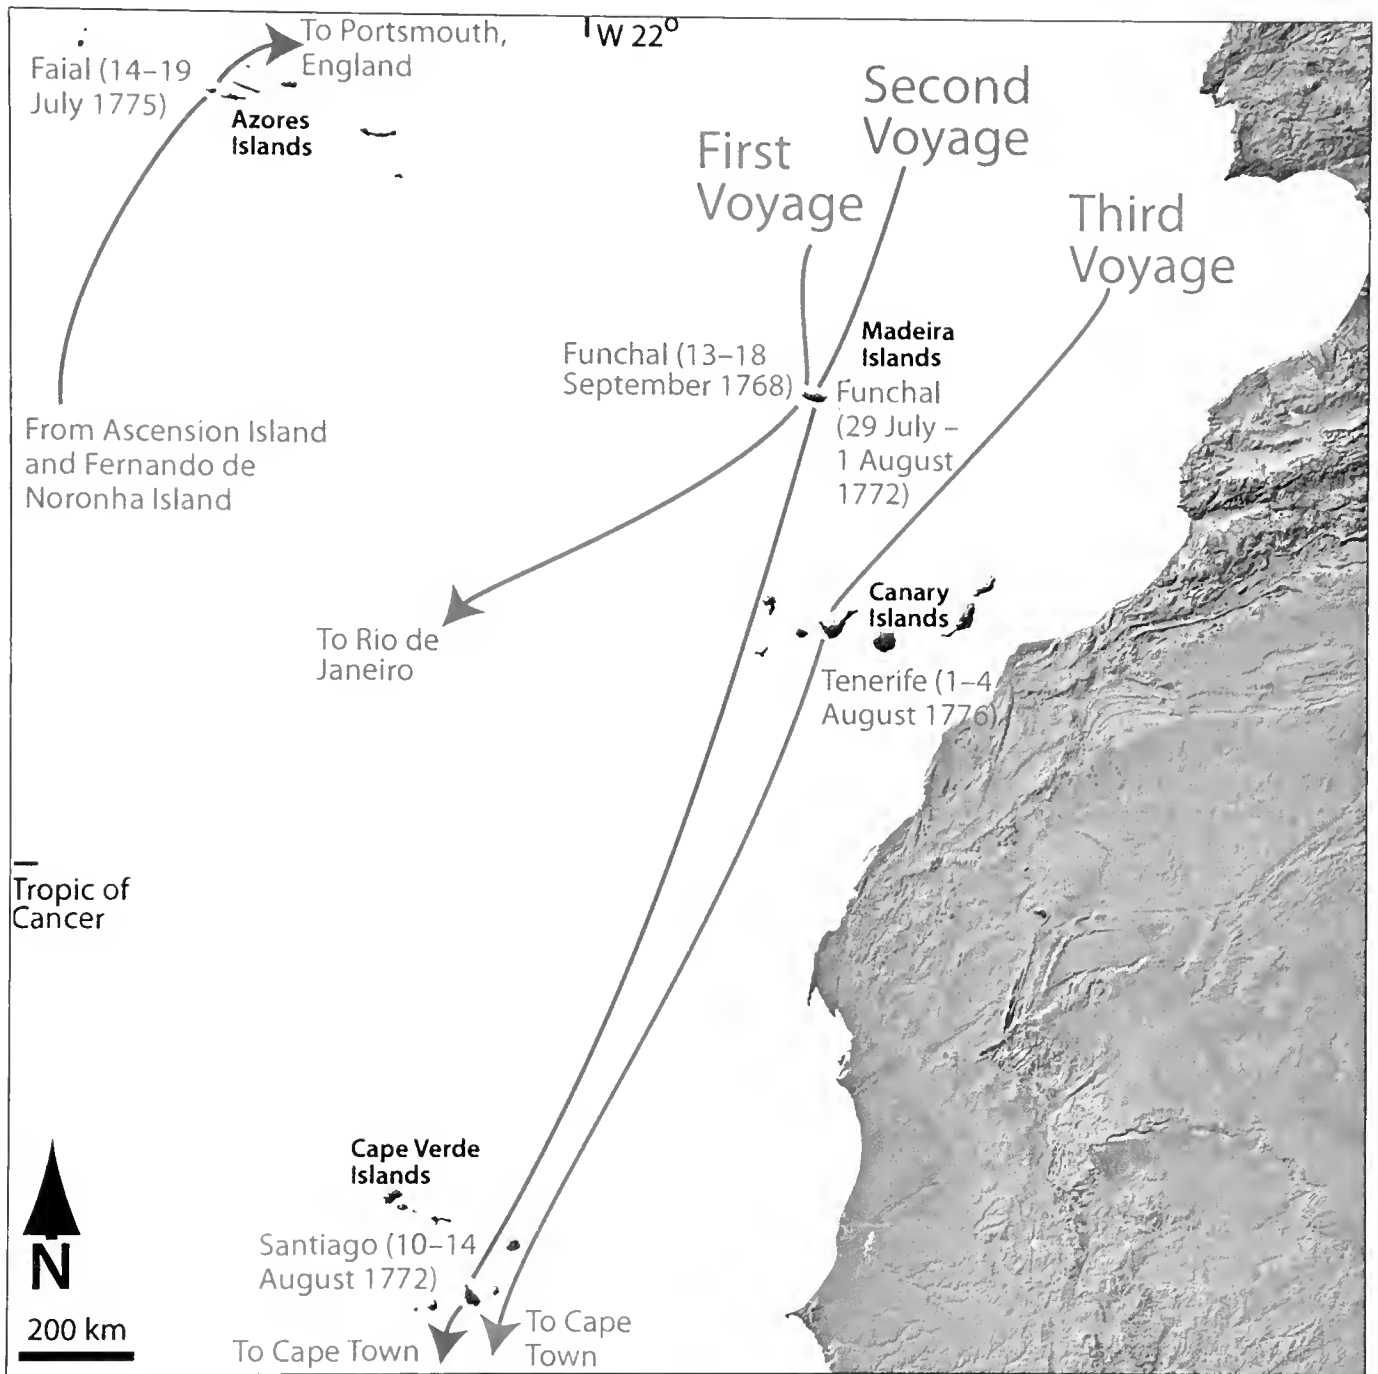 To Portsmouth,
England
W 22°
Faial (14–19
July 1775)
Azores
Islands
Second
Voyage
First
Voyage
Third
Voyage
Madeira
Islands
Funchal (13–18
September 1768)
Funchal
(29 July –
1 August
1772)
From Ascension Island
and Fernando de
Noronha Island
Canary
Islands
To Rio de
Janeiro
Tenerife (1–4
August 1776)
Tropic of
Cancer
Cape Verde
Islands
Santiago (10–14
August 1772)
N
200 km
To Cape Town
To Cape
Town